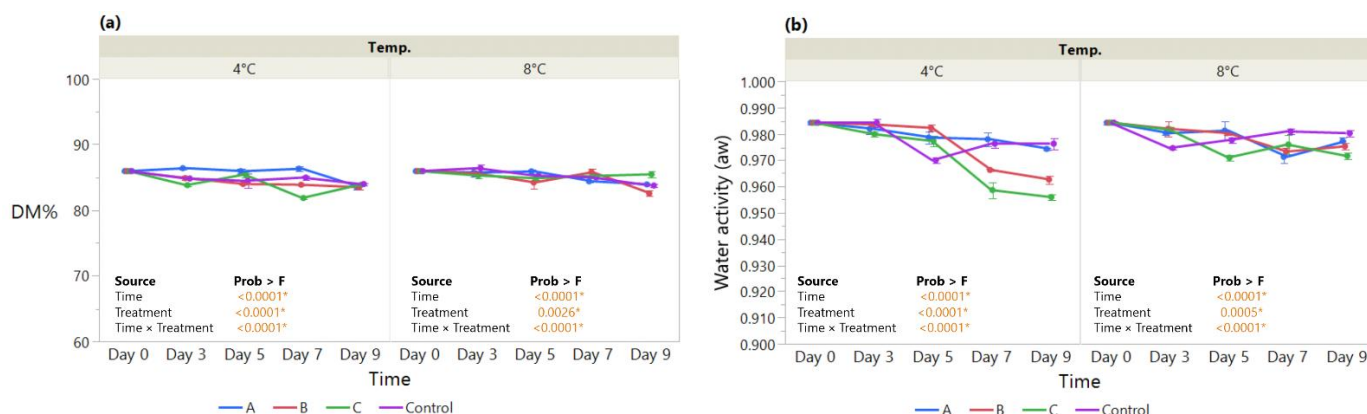 (a)
Temp.
4°C 8°C
100
90
80
70
60
DM%
Source Prob > F
Time <0.0001*
Treatment <0.0001*
Time × Treatment <0.0001*
Source Prob > F
Time <0.0001*
Treatment 0.0026*
Time × Treatment <0.0001*
Day 0 Day 3 Day 5 Day 7 Day 9 Day 0 Day 3 Day 5 Day 7 Day 9
Time
A B C Control
(b)
Temp.
4°C 8°C
1.000
0.990
0.980
0.970
0.960
0.950
0.940
0.930
0.920
0.910
0.900
Water activity (aw)
Source Prob > F
Time <0.0001*
Treatment <0.0001*
Time × Treatment <0.0001*
Source Prob > F
Time <0.0001*
Treatment 0.0005*
Time × Treatment <0.0001*
Day 0 Day 3 Day 5 Day 7 Day 9 Day 0 Day 3 Day 5 Day 7 Day 9
Time
A B C Control